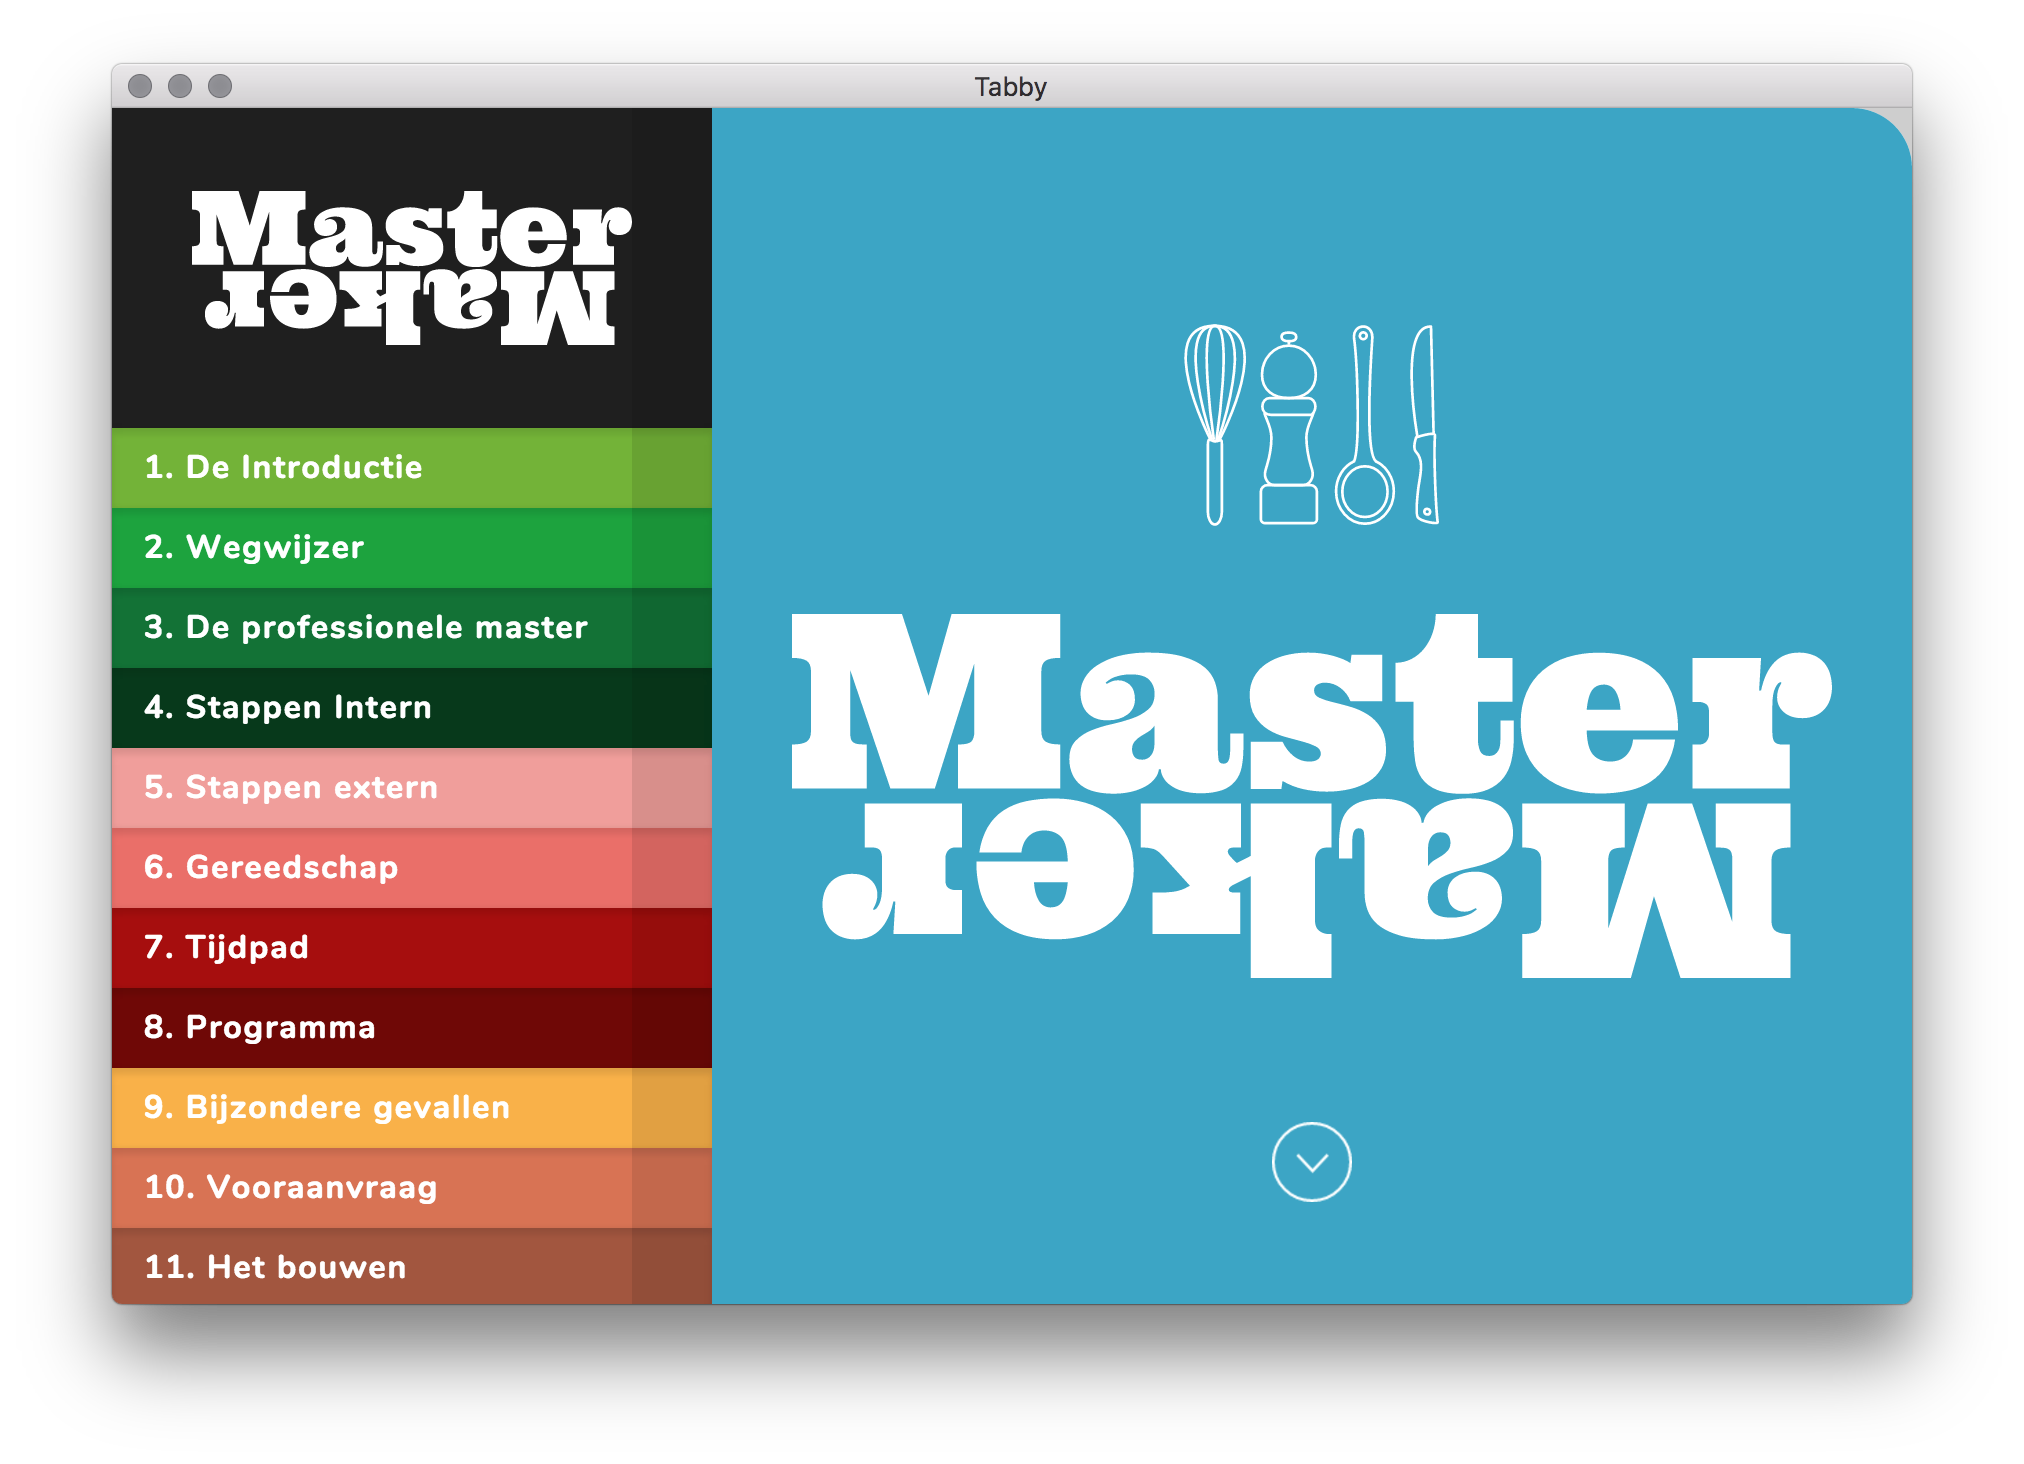 Tabby
Master
Maker
1. De Introductie
2. Wegwijzer
3. De professionele master
4. Stappen Intern
5. Stappen extern
6. Gereedschap
7. Tijdpad
8. Programma
9. Bijzondere gevallen
10. Vooraanvraag
11. Het bouwen
Master
Maker